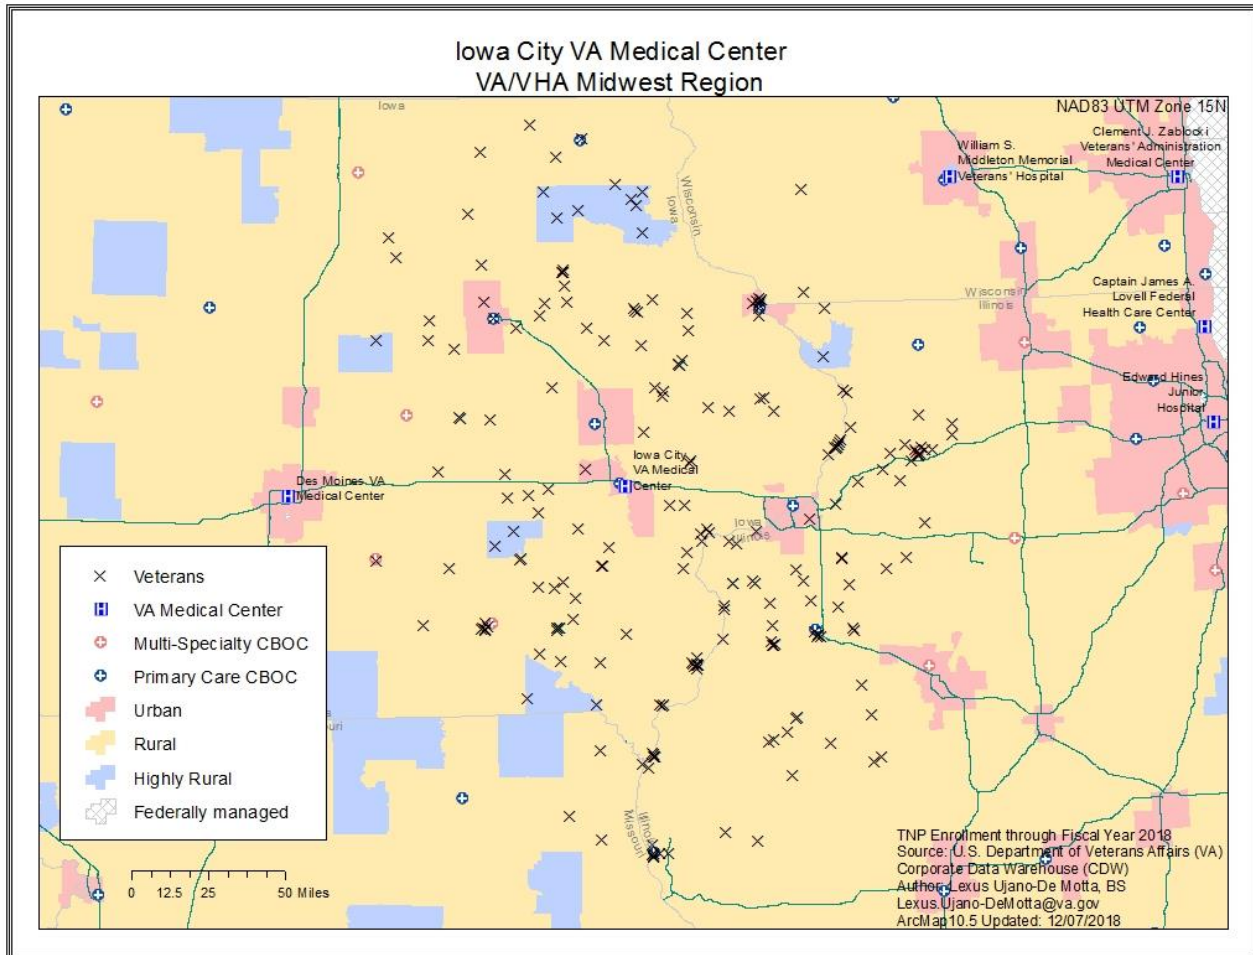 Iowa City VA Medical Center
VA/VHA Midwest Region
Iowa
NAD83 UTM Zone 15N
Clement J. Zablocki
Veterans' Administration
Medical Center
William S.
Middleton Memorial
Veterans' Hospital
Wisconsin
Iowa
Captain James A.
Lovell Federal
Health Care Center
Wisconsin
Illinois
Edward Hines
Junior
Hospital
Iowa City
VA Medical
Center
Des Moines VA
Medical Center
Iowa
Illinois
Veterans
VA Medical Center
Multi-Specialty CBOC
Primary Care CBOC
Urban
Rural
Highly Rural
Federally managed
a
uri
Illinois
Missouri
0 12.5 25 50 Miles
TNP Enrollment through Fiscal Year 2018
Source: U.S. Department of Veterans Affairs (VA)
Corporate Data Warehouse (CDW)
Author: Lexus Ujano-De Motta, BS
Lexus.Ujano-DeMotta@va.gov
ArcMap10.5 Updated: 12/07/2018